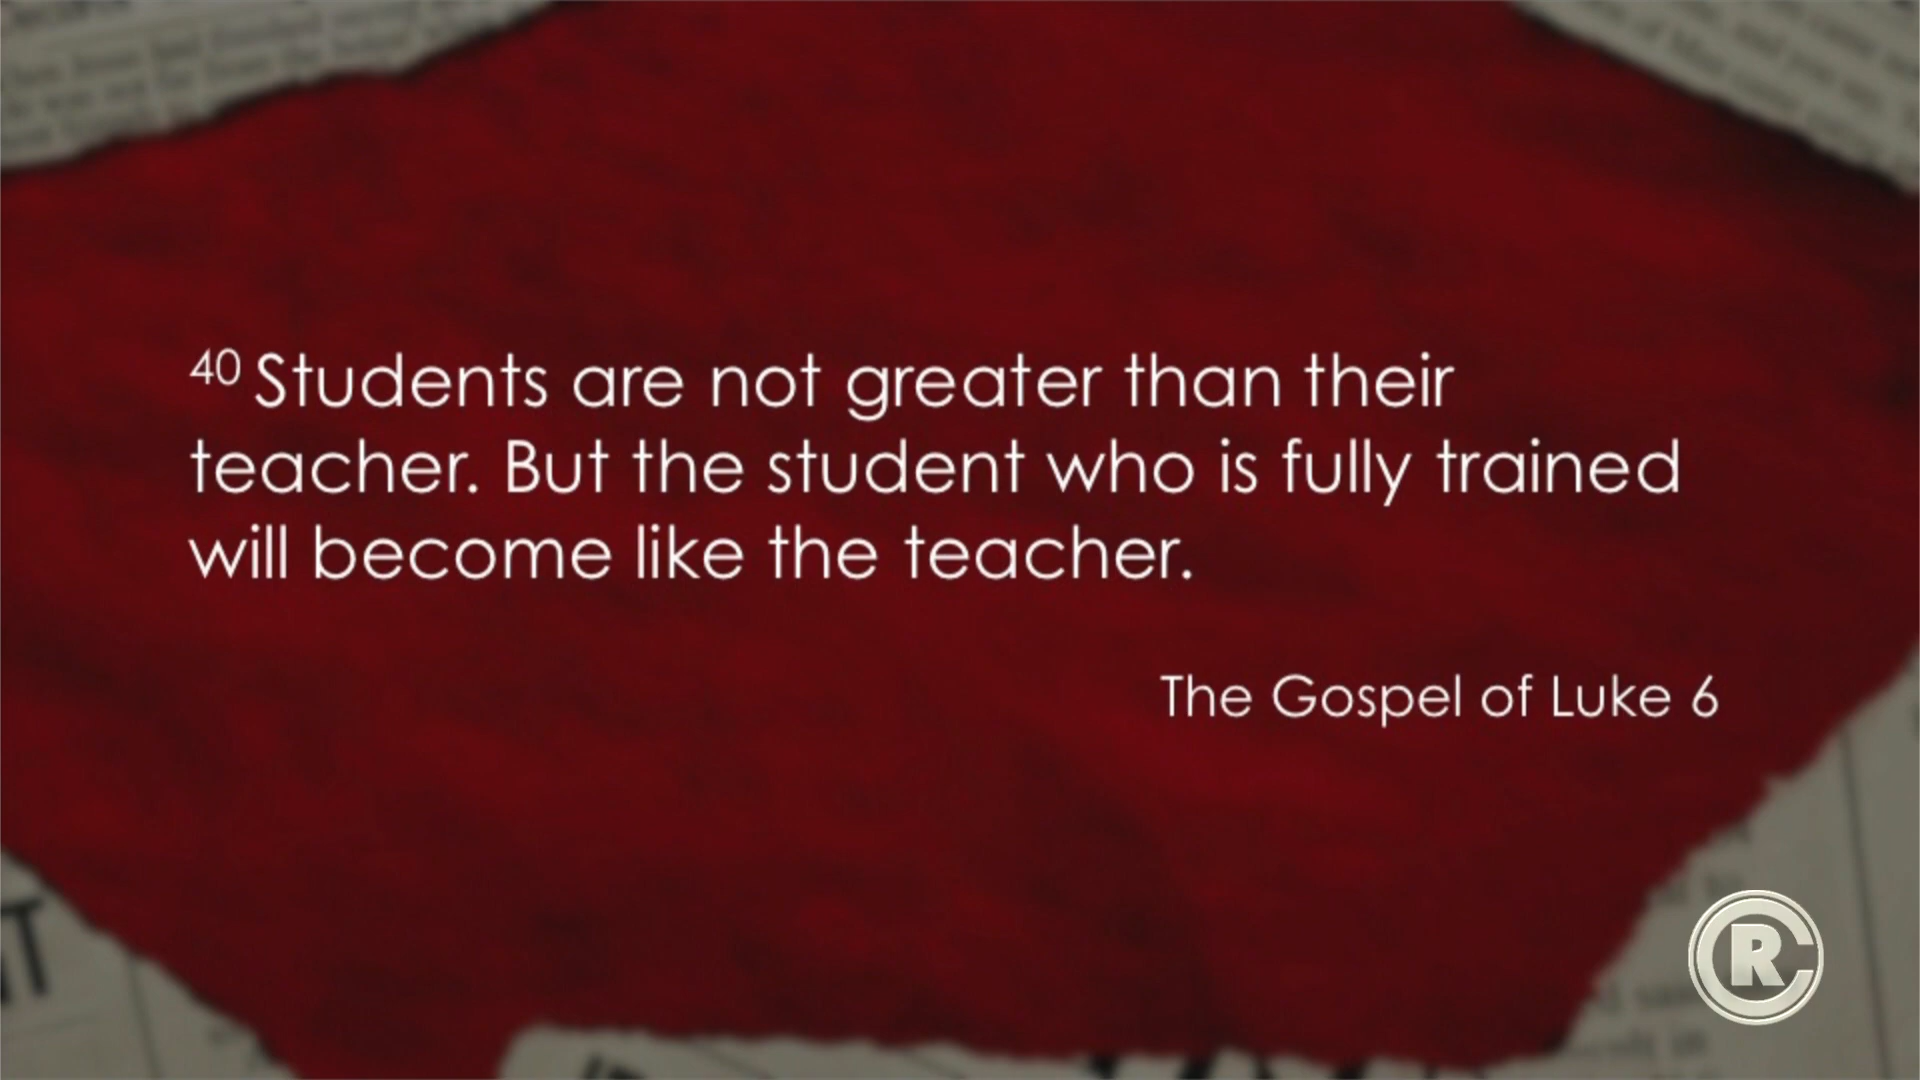 40 Students are not greater than their
teacher. But the student who is fully trained
will become like the teacher.
The Gospel of Luke 6
CR